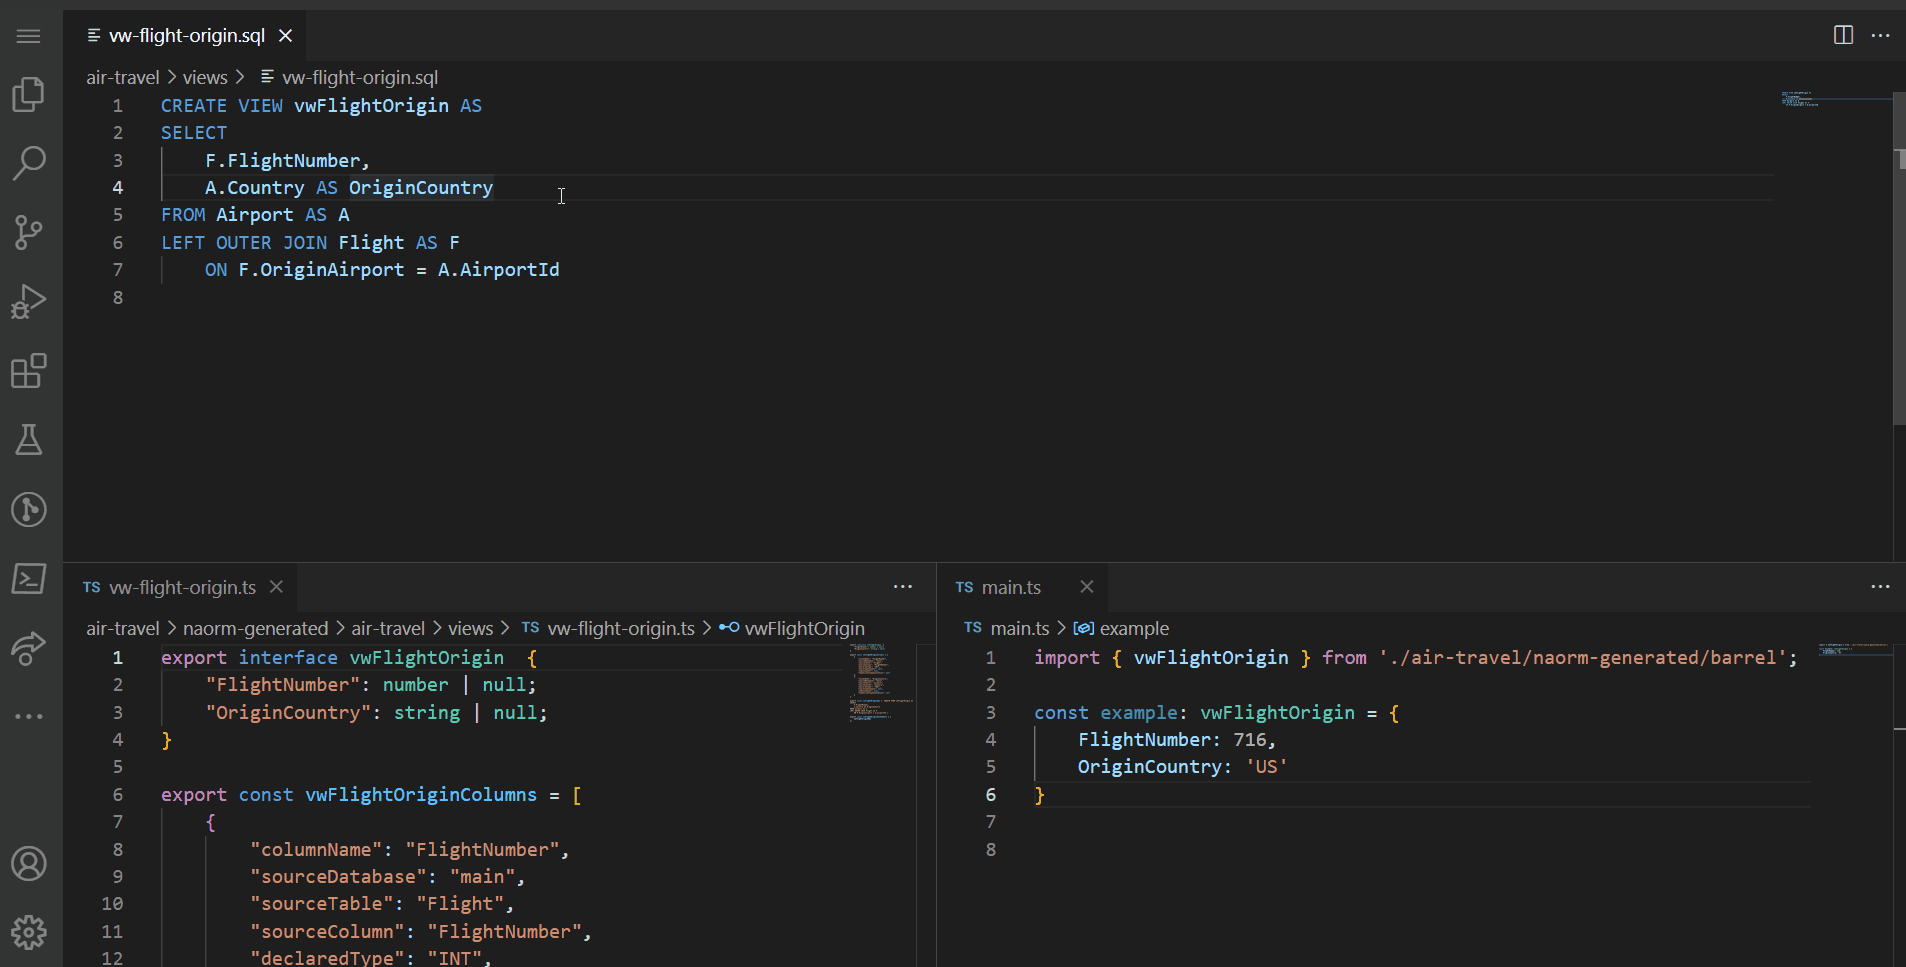 vw-flight-origin.sql
air-travel > views > vw-flight-origin.sql
1 CREATE VIEW vwFlightOrigin AS
2 SELECT
3 F.FlightNumber,
4 A.Country AS OriginCountry
5 FROM Airport AS A
6 LEFT OUTER JOIN Flight AS F
7 ON F.OriginAirport = A.AirportId
8
TS vw-flight-origin.ts
air-travel > naorm-generated > air-travel > views > TS vw-flight-origin.ts > vwFlightOrigin
1 export interface vwFlightOrigin {
2 "FlightNumber": number | null;
3 "OriginCountry": string | null;
4 }
5
6 export const vwFlightOriginColumns = [
7 {
8 "columnName": "FlightNumber",
9 "sourceDatabase": "main",
10 "sourceTable": "Flight",
11 "sourceColumn": "FlightNumber",
12 "declaredType": "INT",
TS main.ts
TS main.ts > example
1 import { vwFlightOrigin } from './air-travel/naorm-generated/barrel';
2
3 const example: vwFlightOrigin = {
4 FlightNumber: 716,
5 OriginCountry: 'US'
6 }
7
8